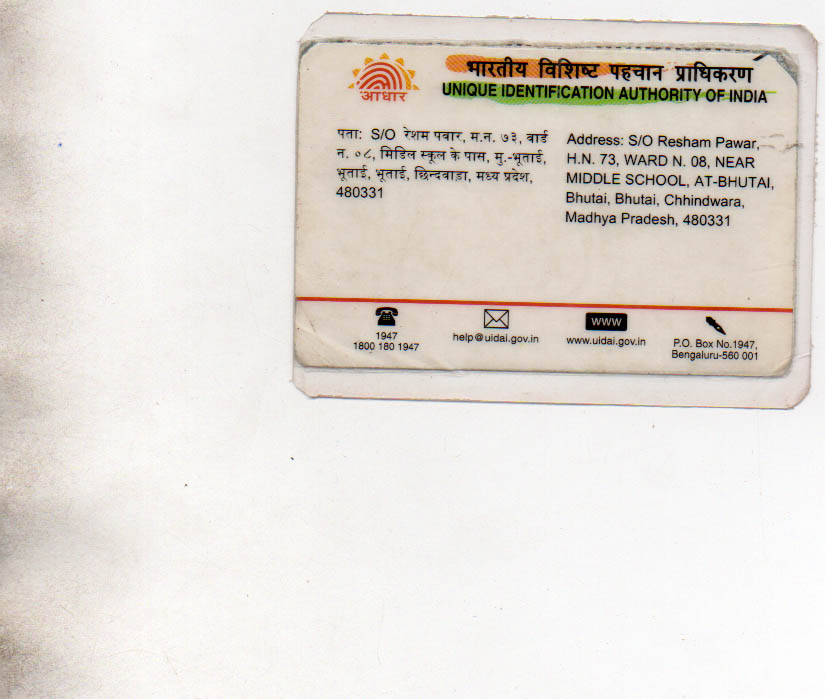 आधार
भारतीय विशिष्ट पहचान प्राधिकरण
UNIQUE IDENTIFICATION AUTHORITY OF INDIA
पता: S/O रेशम पवार, म.न. ७३, वार्ड
न. ०८, मिडिल स्कूल के पास, मु.-भूताई,
भूताई, भूताई, छिन्दवाड़ा, मध्य प्रदेश,
480331
Address: S/O Resham Pawar,
H.N. 73, WARD N. 08, NEAR
MIDDLE SCHOOL, AT-BHUTAI,
Bhutai, Bhutai, Chhindwara,
Madhya Pradesh, 480331
1947
1800 180 1947
help@uidai.gov.in
WWW
www.uidai.gov.in
P.O. Box No.1947,
Bengaluru-560 001